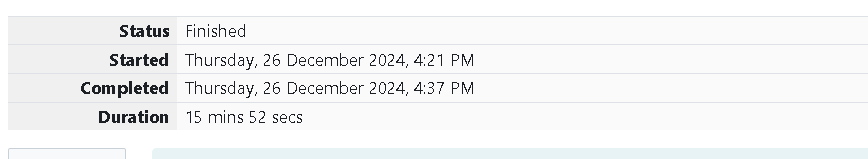 Status Finished
Started Thursday, 26 December 2024, 4:21 PM
Completed Thursday, 26 December 2024, 4:37 PM
Duration 15 mins 52 secs